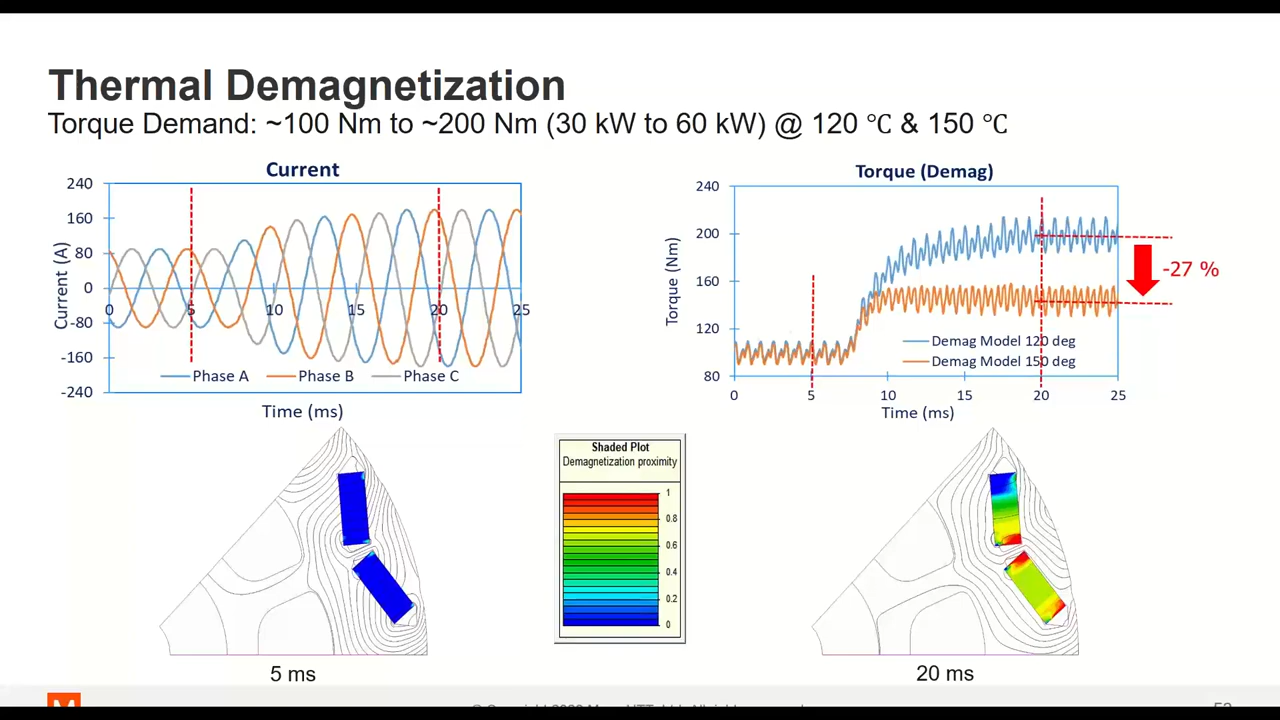 Thermal Demagnetization
Torque Demand: ~100 Nm to ~200 Nm (30 kW to 60 kW) @ 120 ℃ & 150 ℃
Current
240
160
80
0
-80
-160
-240
Current (A)
0
5
10
15
20
25
Phase A
Phase B
Phase C
Time (ms)
Torque (Demag)
240
200
160
120
80
Torque (Nm)
-27 %
Demag Model 120 deg
Demag Model 150 deg
0
5
10
15
20
25
Time (ms)
Shaded Plot
Demagnetization proximity
1
0.8
0.6
0.4
0.2
0
5 ms
20 ms